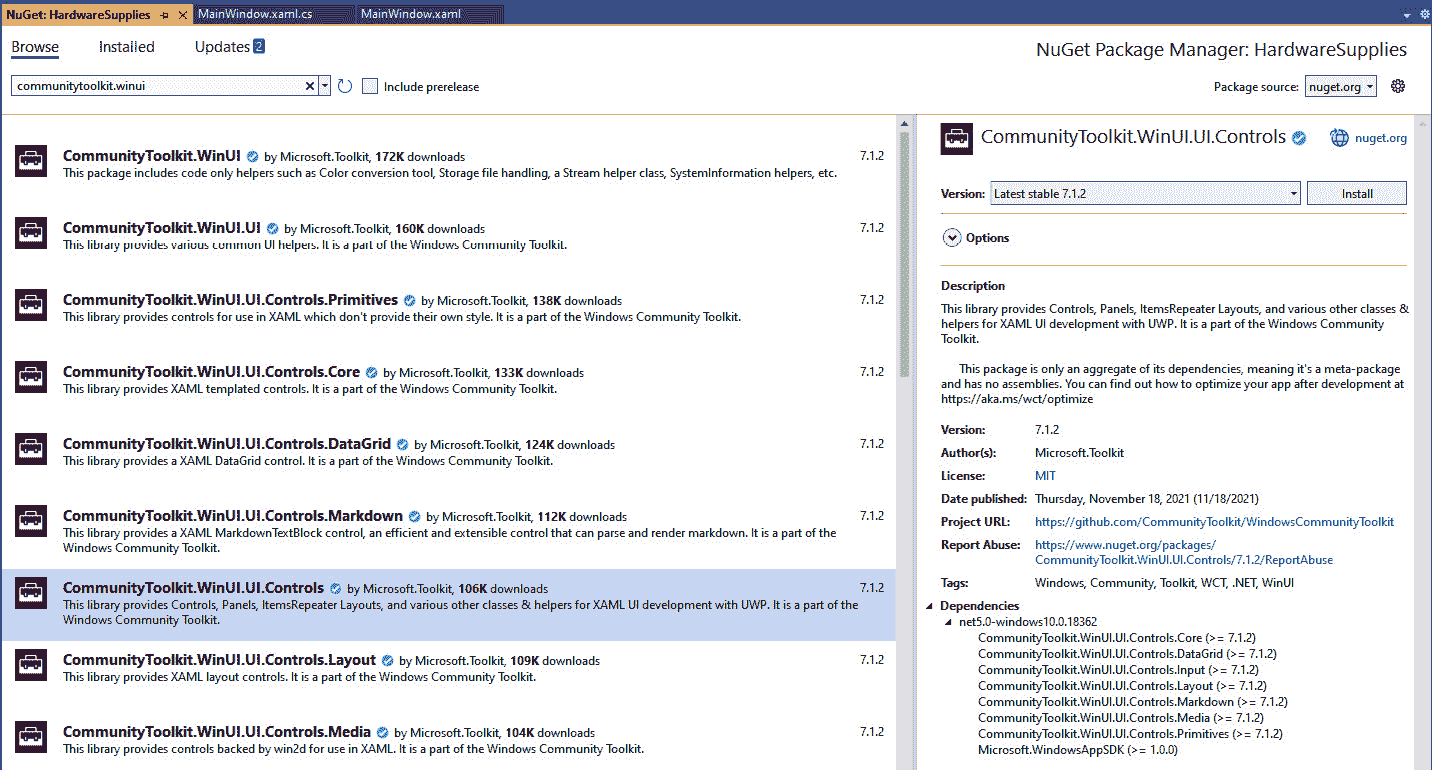 NuGet: HardwareSupplies MainWindow.xaml.cs MainWindow.xaml
Browse Installed Updates 2
NuGet Package Manager: HardwareSupplies
communitytoolkit.winui Include prerelease
Package source: nuget.org
CommunityToolkit.WinUI by Microsoft.Toolkit, 172K downloads 7.1.2
This package includes code only helpers such as Color conversion tool, Storage file handling, a Stream helper class, SystemInformation helpers, etc.
CommunityToolkit.WinUI.UI by Microsoft.Toolkit, 160K downloads 7.1.2
This library provides various common UI helpers. It is a part of the Windows Community Toolkit.
CommunityToolkit.WinUI.UI.Controls.Primitives by Microsoft.Toolkit, 138K downloads 7.1.2
This library provides controls for use in XAML which don't provide their own style. It is a part of the Windows Community Toolkit.
CommunityToolkit.WinUI.UI.Controls.Core by Microsoft.Toolkit, 133K downloads 7.1.2
This library provides XAML templated controls. It is a part of the Windows Community Toolkit.
CommunityToolkit.WinUI.UI.Controls.DataGrid by Microsoft.Toolkit, 124K downloads 7.1.2
This library provides a XAML DataGrid control. It is a part of the Windows Community Toolkit.
CommunityToolkit.WinUI.UI.Controls.Markdown by Microsoft.Toolkit, 112K downloads 7.1.2
This library provides a XAML MarkdownTextBlock control, an efficient and extensible control that can parse and render markdown. It is a part of the
Windows Community Toolkit.
CommunityToolkit.WinUI.UI.Controls by Microsoft.Toolkit, 106K downloads 7.1.2
This library provides Controls, Panels, ItemsRepeater Layouts, and various other classes & helpers for XAML UI development with UWP. It is a part of the
Windows Community Toolkit.
CommunityToolkit.WinUI.UI.Controls.Layout by Microsoft.Toolkit, 109K downloads 7.1.2
This library provides XAML layout controls. It is a part of the Windows Community Toolkit.
CommunityToolkit.WinUI.UI.Controls.Media by Microsoft.Toolkit, 104K downloads 7.1.2
This library provides controls backed by win2d for use in XAML. It is a part of the Windows Community Toolkit.
CommunityToolkit.WinUI.UI.Controls nuget.org
Version: Latest stable 7.1.2 Install
Options
Description
This library provides Controls, Panels, ItemsRepeater Layouts, and various other classes &
helpers for XAML UI development with UWP. It is a part of the Windows Community
Toolkit.
This package is only an aggregate of its dependencies, meaning it's a meta-package
and has no assemblies. You can find out how to optimize your app after development at
https://aka.ms/wct/optimize
Version: 7.1.2
Author(s): Microsoft.Toolkit
License: MIT
Date published: Thursday, November 18, 2021 (11/18/2021)
Project URL: https://github.com/CommunityToolkit/WindowsCommunityToolkit
Report Abuse: https://www.nuget.org/packages/
CommunityToolkit.WinUI.UI.Controls/7.1.2/ReportAbuse
Tags: Windows, Community, Toolkit, WCT, .NET, WinUI
Dependencies
net5.0-windows10.0.18362
CommunityToolkit.WinUI.UI.Controls.Core (>= 7.1.2)
CommunityToolkit.WinUI.UI.Controls.DataGrid (>= 7.1.2)
CommunityToolkit.WinUI.UI.Controls.Input (>= 7.1.2)
CommunityToolkit.WinUI.UI.Controls.Layout (>= 7.1.2)
CommunityToolkit.WinUI.UI.Controls.Markdown (>= 7.1.2)
CommunityToolkit.WinUI.UI.Controls.Media (>= 7.1.2)
CommunityToolkit.WinUI.UI.Controls.Primitives (>= 7.1.2)
Microsoft.WindowsAppSDK (>= 1.0.0)